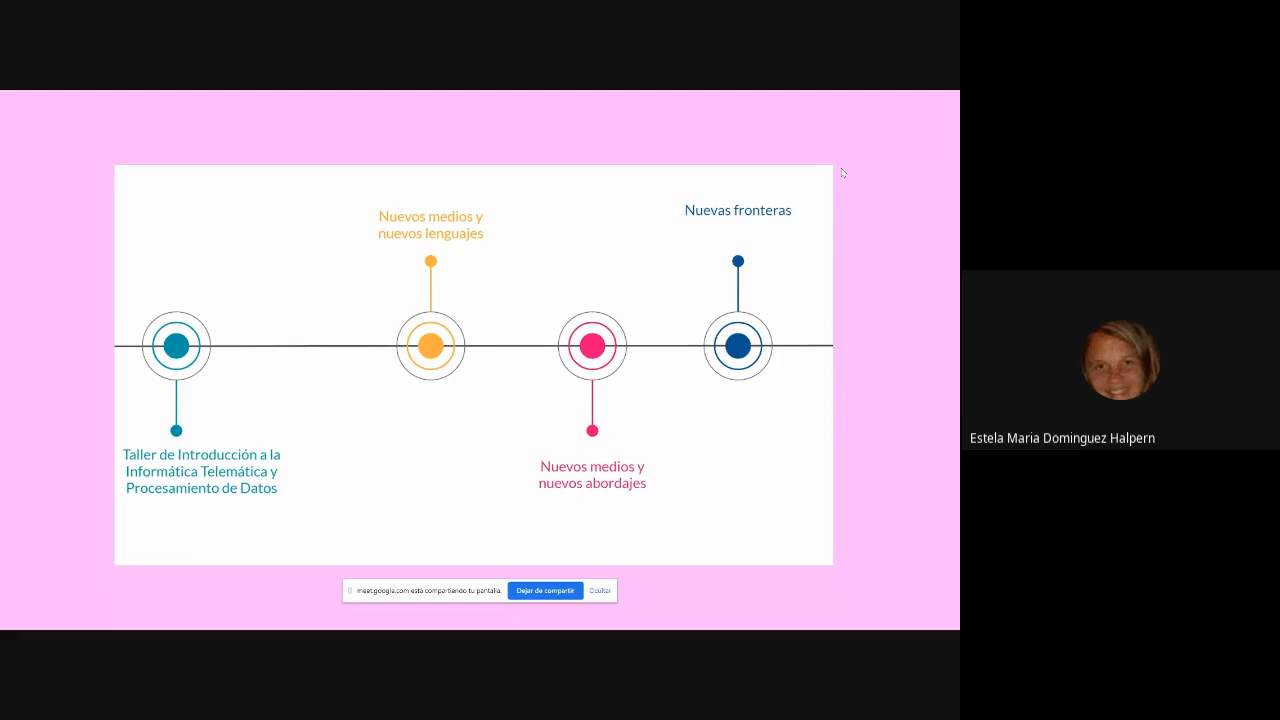 Nuevos medios y
nuevos lenguajes
Nuevas fronteras
Taller de Introducción a la
Informática Telemática y
Procesamiento de Datos
Nuevos medios y
nuevos abordajes
meet.google.com está compartiendo tu pantalla.
Dejar de compartir
Ocultar
Estela Maria Dominguez Halpern